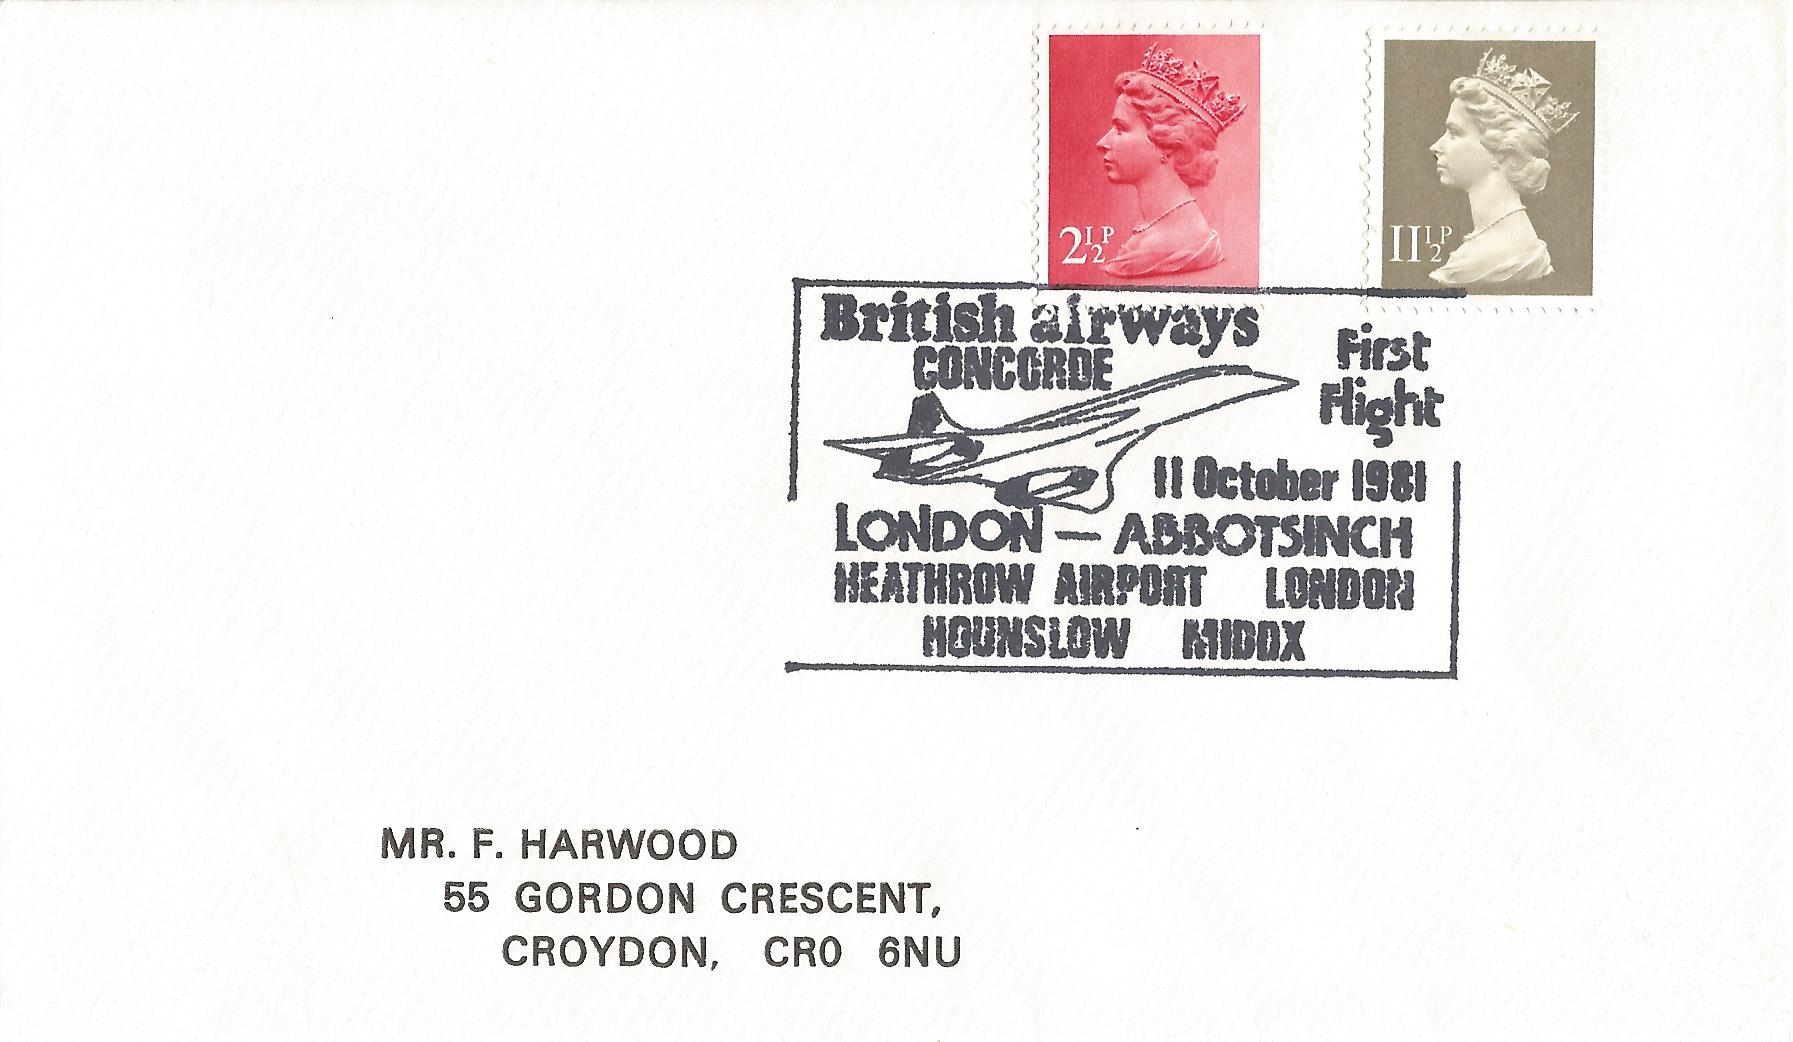 2½P
11½P
British airways
CONCORDE
First
Flight
11 October 1981
LONDON — ABBOTSINCH
HEATHROW AIRPORT LONDON
HOUNSLOW MIDDX
MR. F. HARWOOD
55 GORDON CRESCENT,
CROYDON, CR0 6NU